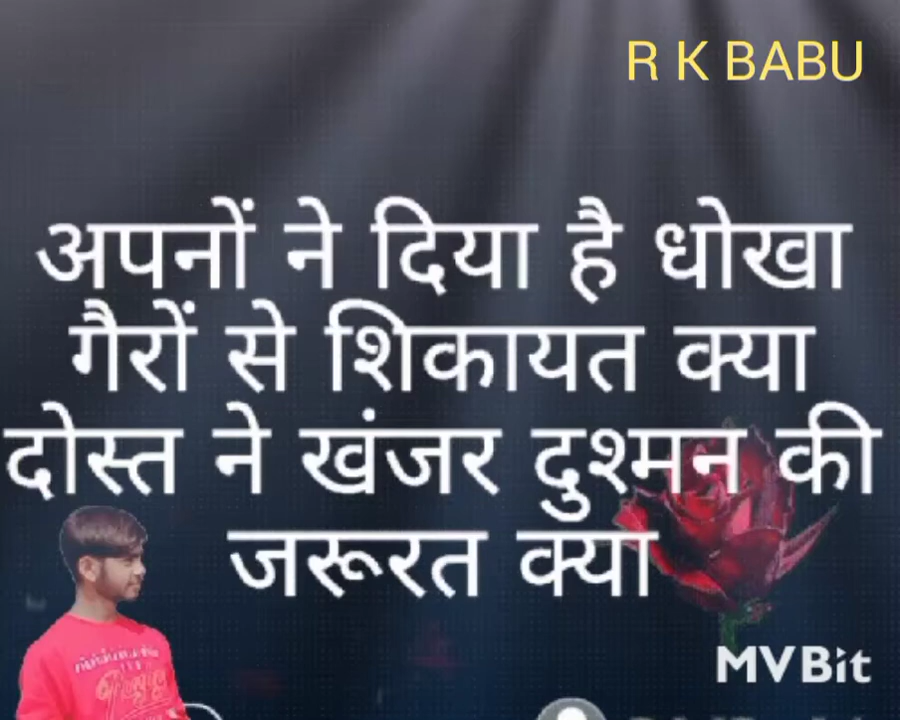 R K BABU
अपनों ने दिया है धोखा
गैरों से शिकायत क्या
दोस्त ने खंजर दुश्मन की
जरूरत क्या
MVBit